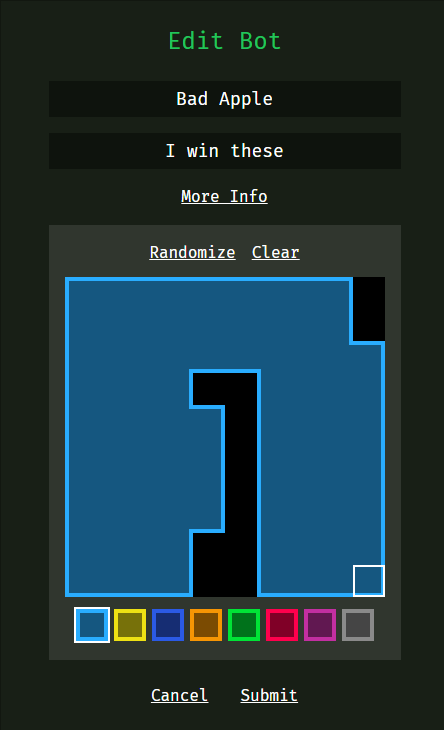 Edit Bot
Bad Apple
I win these
More Info
Randomize Clear
Cancel Submit